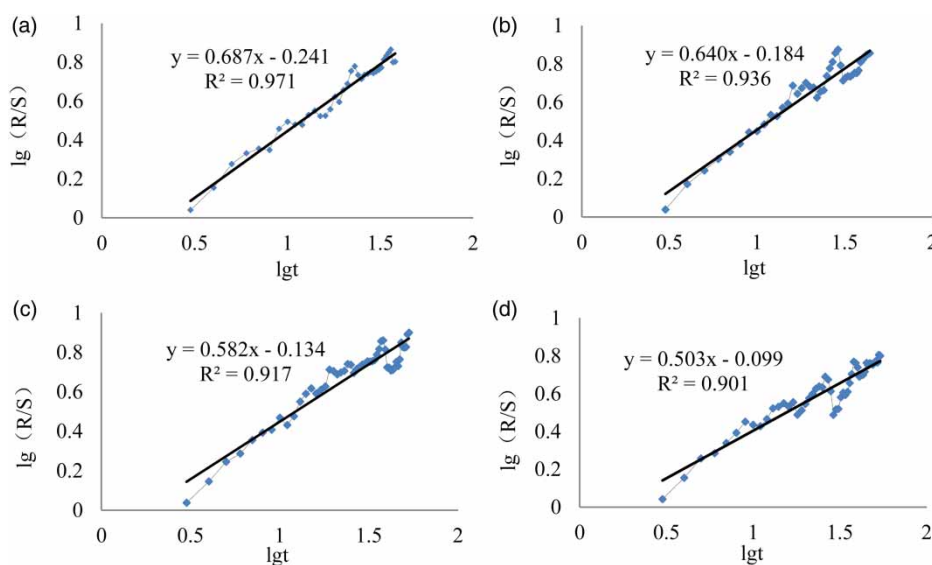 (a)
1
0.8
0.6
0.4
0.2
0
0
0.5
1
1.5
2
lg（R/S）
lgt
y = 0.687x - 0.241
R² = 0.971
(b)
1
0.8
0.6
0.4
0.2
0
0
0.5
1
1.5
2
lg（R/S）
lgt
y = 0.640x - 0.184
R² = 0.936
(c)
1
0.8
0.6
0.4
0.2
0
0
0.5
1
1.5
2
lg（R/S）
lgt
y = 0.582x - 0.134
R² = 0.917
(d)
1
0.8
0.6
0.4
0.2
0
0
0.5
1
1.5
2
lg（R/S）
lgt
y = 0.503x - 0.099
R² = 0.901